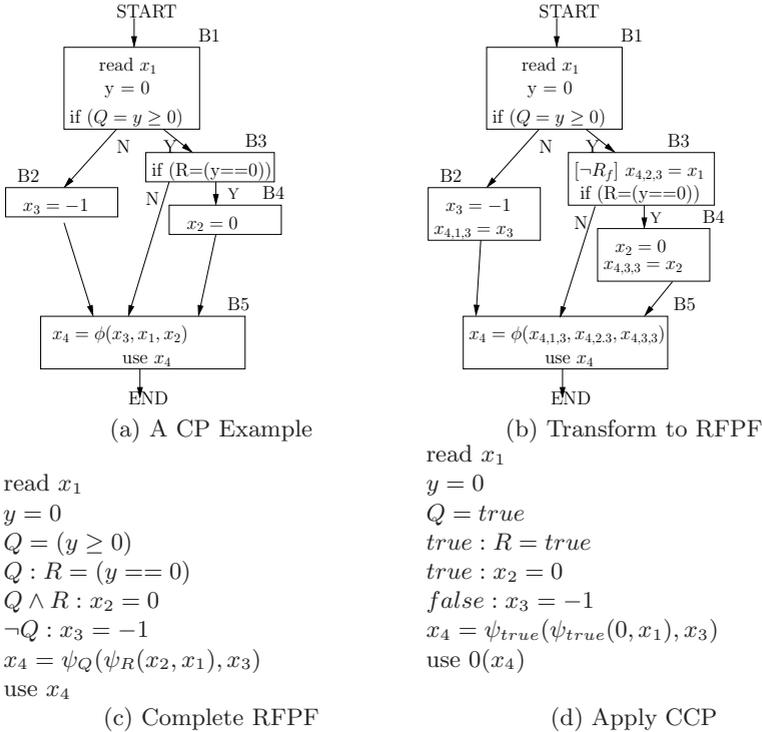 START
B1
read x₁
y = 0
if (Q = y ≥ 0)
N
Y
B3
if (R=(y==0))
B2
x₃ = −1
N
Y
B4
x₂ = 0
B5
x₄ = ϕ(x₃, x₁, x₂)
use x₄
END
(a) A CP Example
START
B1
read x₁
y = 0
if (Q = y ≥ 0)
N
Y
B3
[¬R_f] x₄,₂,₃ = x₁
if (R=(y==0))
B2
x₃ = −1
x₄,₁,₃ = x₃
N
Y
B4
x₂ = 0
x₄,₃,₃ = x₂
B5
x₄ = ϕ(x₄,₁,₃, x₄,₂.₃, x₄,₃,₃)
use x₄
END
(b) Transform to RFPF
read x₁
y = 0
Q = (y ≥ 0)
Q : R = (y == 0)
Q ∧ R : x₂ = 0
¬Q : x₃ = −1
x₄ = ψ_Q(ψ_R(x₂, x₁), x₃)
use x₄
(c) Complete RFPF
read x₁
y = 0
Q = true
true : R = true
true : x₂ = 0
false : x₃ = −1
x₄ = ψ_true(ψ_true(0, x₁), x₃)
use 0(x₄)
(d) Apply CCP